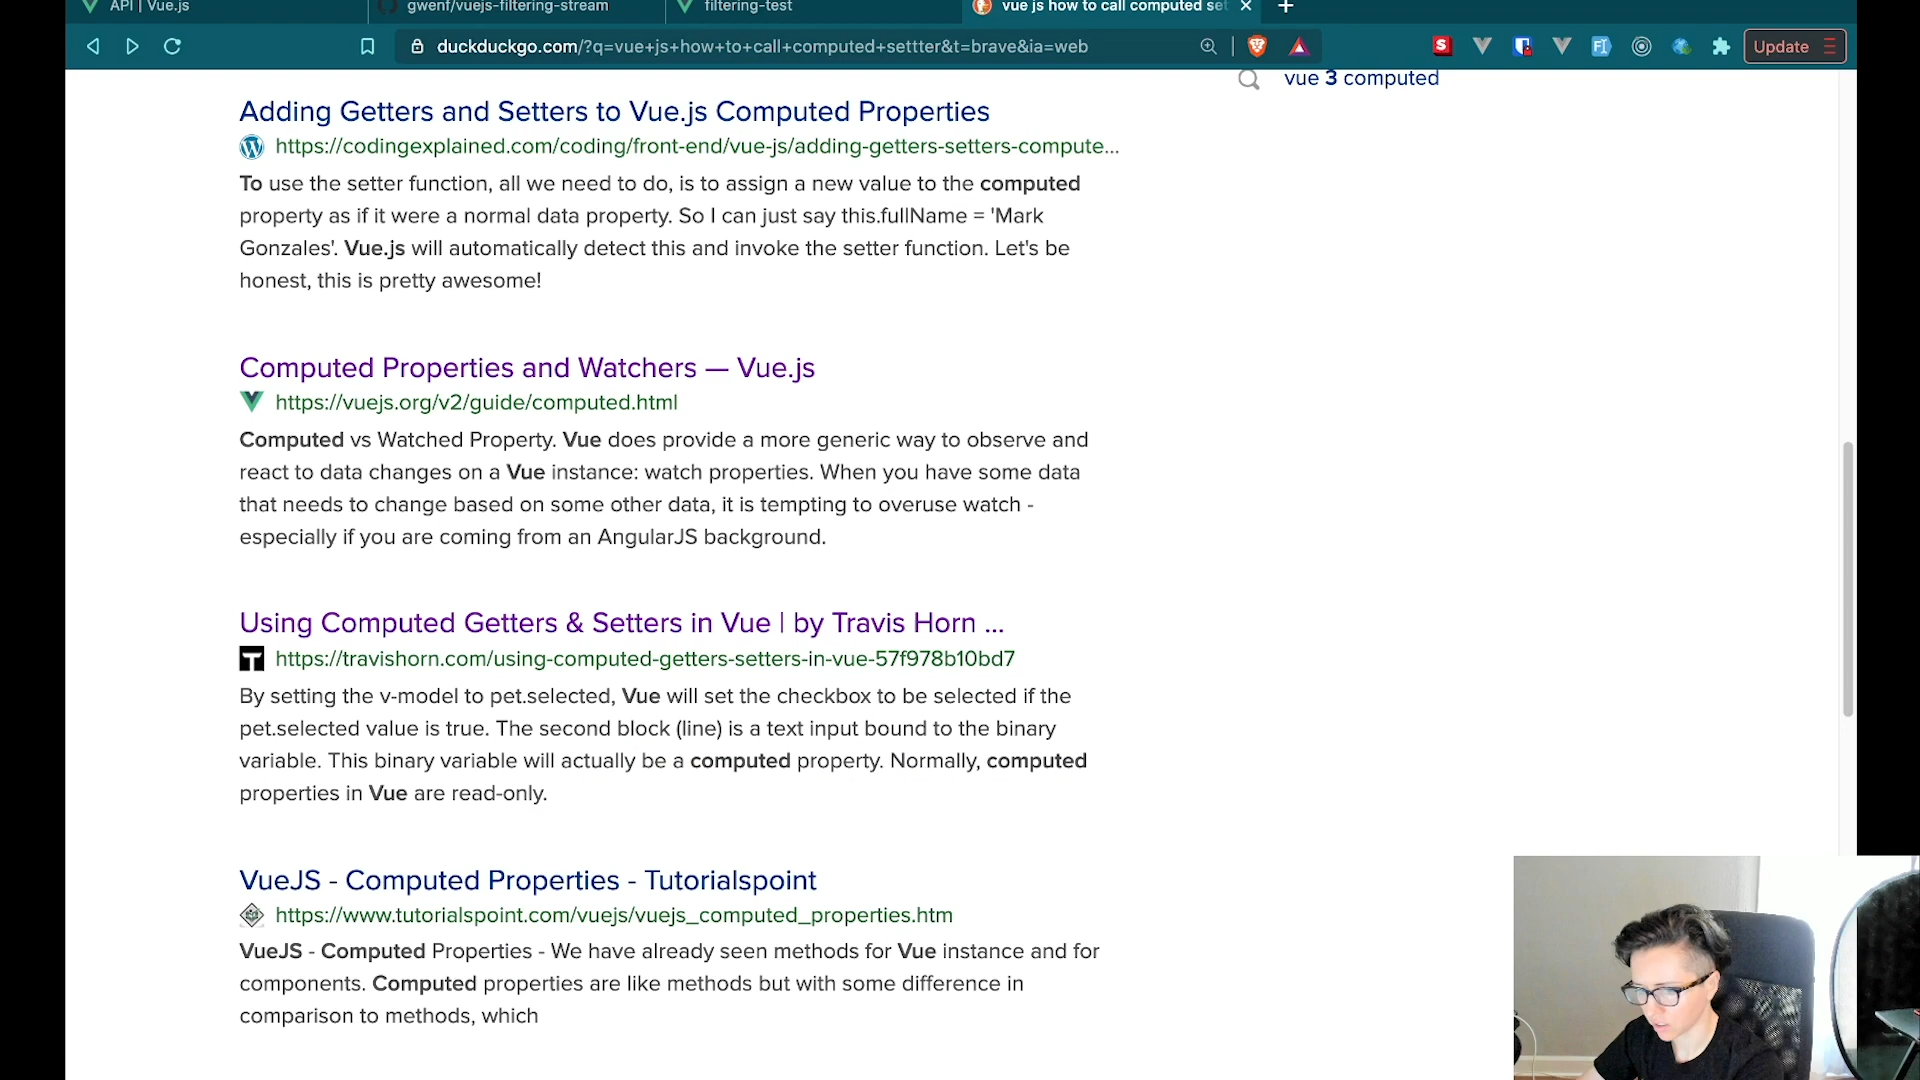 API | Vue.js
gwenf/vuejs-filtering-stream
filtering-test
vue js how to call computed set
duckduckgo.com/?q=vue+js+how+to+call+computed+settter&t=brave&ia=web
Update
vue 3 computed
Adding Getters and Setters to Vue.js Computed Properties
https://codingexplained.com/coding/front-end/vue-js/adding-getters-setters-compute...
To use the setter function, all we need to do, is to assign a new value to the computed
property as if it were a normal data property. So I can just say this.fullName = 'Mark
Gonzales'. Vue.js will automatically detect this and invoke the setter function. Let's be
honest, this is pretty awesome!
Computed Properties and Watchers — Vue.js
https://vuejs.org/v2/guide/computed.html
Computed vs Watched Property. Vue does provide a more generic way to observe and
react to data changes on a Vue instance: watch properties. When you have some data
that needs to change based on some other data, it is tempting to overuse watch -
especially if you are coming from an AngularJS background.
Using Computed Getters & Setters in Vue | by Travis Horn ...
https://travishorn.com/using-computed-getters-setters-in-vue-57f978b10bd7
By setting the v-model to pet.selected, Vue will set the checkbox to be selected if the
pet.selected value is true. The second block (line) is a text input bound to the binary
variable. This binary variable will actually be a computed property. Normally, computed
properties in Vue are read-only.
VueJS - Computed Properties - Tutorialspoint
https://www.tutorialspoint.com/vuejs/vuejs_computed_properties.htm
VueJS - Computed Properties - We have already seen methods for Vue instance and for
components. Computed properties are like methods but with some difference in
comparison to methods, which